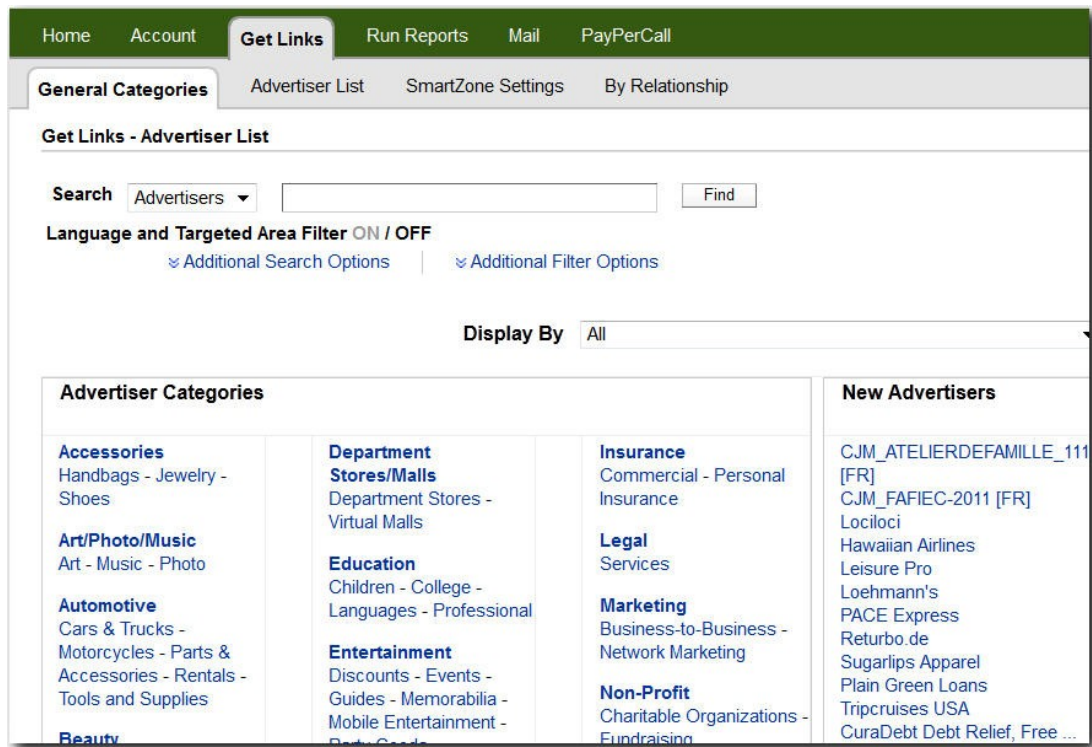 Home Account Get Links Run Reports Mail PayPerCall
General Categories Advertiser List SmartZone Settings By Relationship
Get Links - Advertiser List
Search Advertisers Find
Language and Targeted Area Filter ON / OFF
Additional Search Options Additional Filter Options
Display By All
Advertiser Categories
Accessories
Handbags - Jewelry -
Shoes
Art/Photo/Music
Art - Music - Photo
Automotive
Cars & Trucks -
Motorcycles - Parts &
Accessories - Rentals -
Tools and Supplies
Beauty
Department
Stores/Malls
Department Stores -
Virtual Malls
Education
Children - College -
Languages - Professional
Entertainment
Discounts - Events -
Guides - Memorabilia -
Mobile Entertainment -
Party Goods
Insurance
Commercial - Personal
Insurance
Legal
Services
Marketing
Business-to-Business -
Network Marketing
Non-Profit
Charitable Organizations -
Fundraising
New Advertisers
CJM_ATELIERDEFAMILLE_111
[FR]
CJM_FAFIEC-2011 [FR]
Lociloci
Hawaiian Airlines
Leisure Pro
Loehmann's
PACE Express
Returbo.de
Sugarlips Apparel
Plain Green Loans
Tripcruises USA
CuraDebt Debt Relief, Free ...